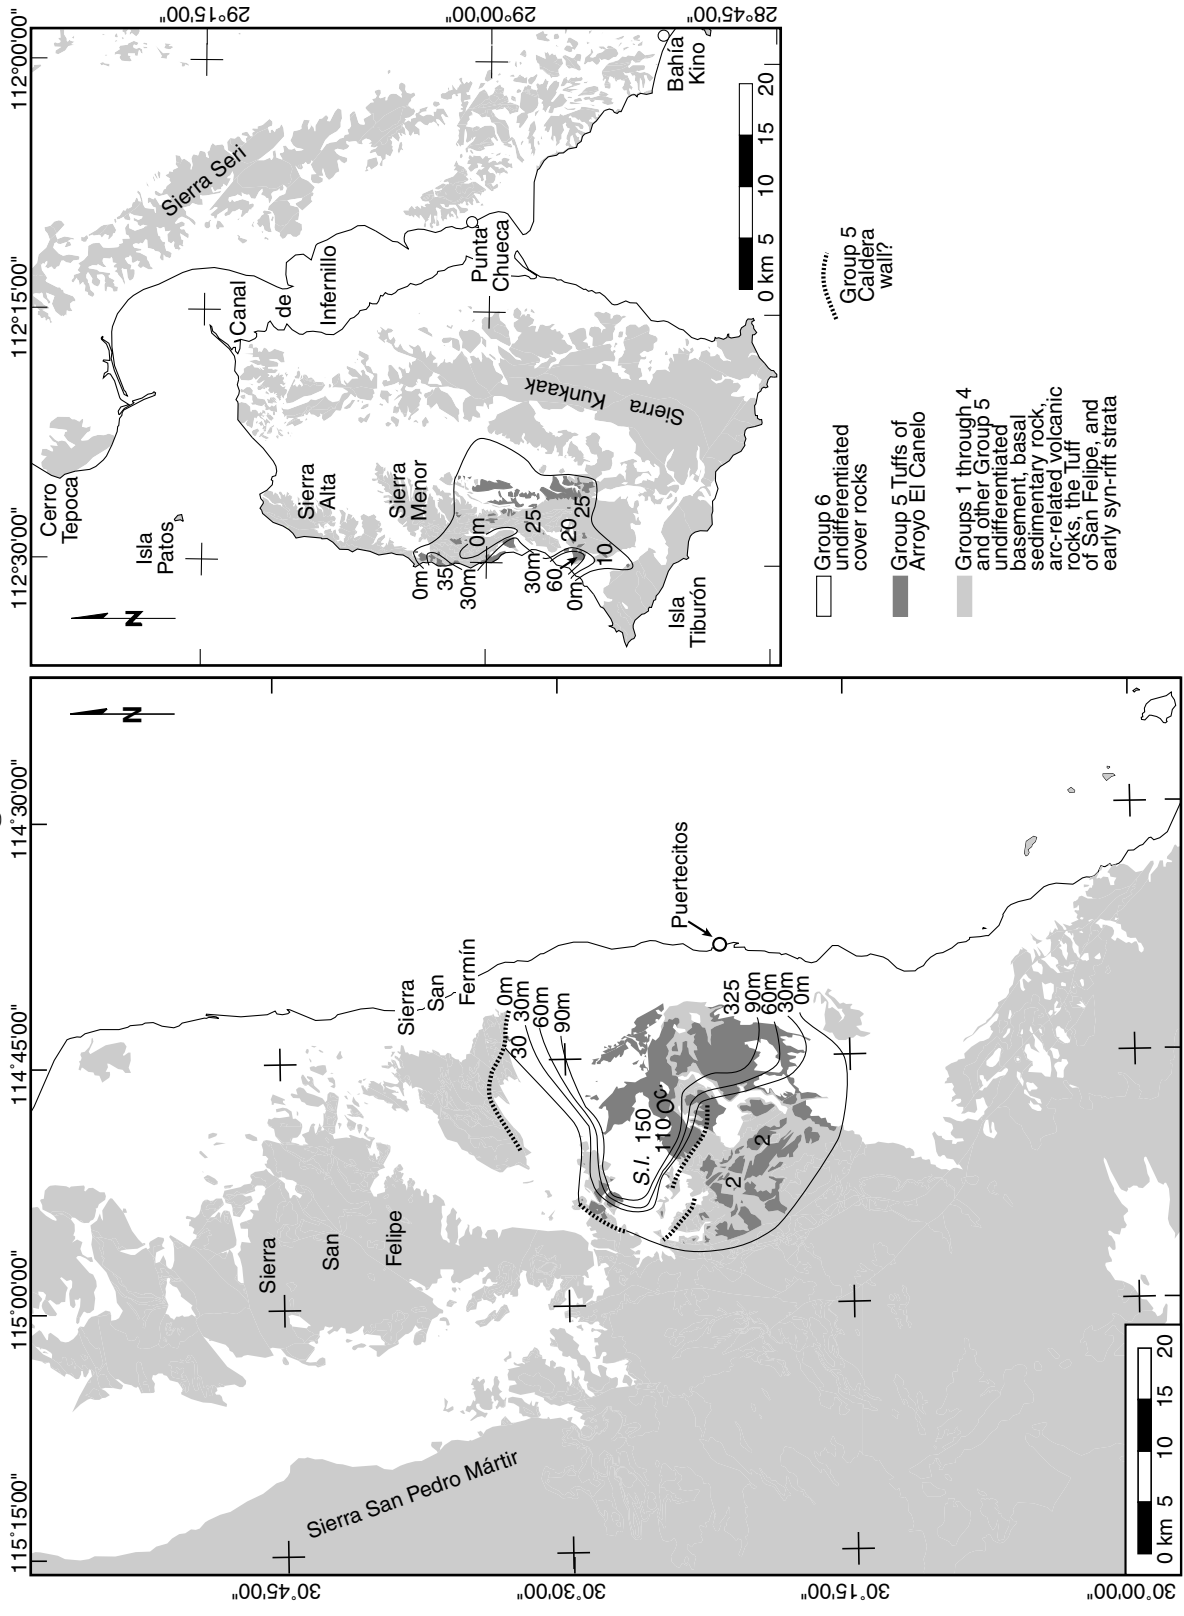 112°30'00"
112°15'00"
112°00'00"
29°15'00"
29°00'00"
28°45'00"
N
Cerro
Tepoca
Isla
Patos
Sierra Seri
Canal
de
Infernillo
Sierra
Alta
Sierra
Menor
Punta
Chueca
Bahía
Kino
Sierra Kunkaak
Isla
Tiburón
0m
35
30m
0m
25
30m
60
0m
20
25
10
0 km 5 10 15 20
Group 6
undifferentiated
cover rocks
Group 5 Tuffs of
Arroyo El Canelo
Groups 1 through 4
and other Group 5
undifferentiated
basement, basal
sedimentary rock,
arc-related volcanic
rocks, the Tuff
of San Felipe, and
early syn-rift strata
Group 5
Caldera
wall?
115°15'00"
115°00'00"
114°45'00"
114°30'00"
30°45'00"
30°30'00"
30°15'00"
30°00'00"
N
Sierra San Pedro Mártir
Sierra
San
Felipe
Sierra
San
Fermín
Puertecitos
0m
30m
60m
90m
30
S.I. 150
110
C.
325
90m
60m
30m
0m
2
2
0 km 5 10 15 20